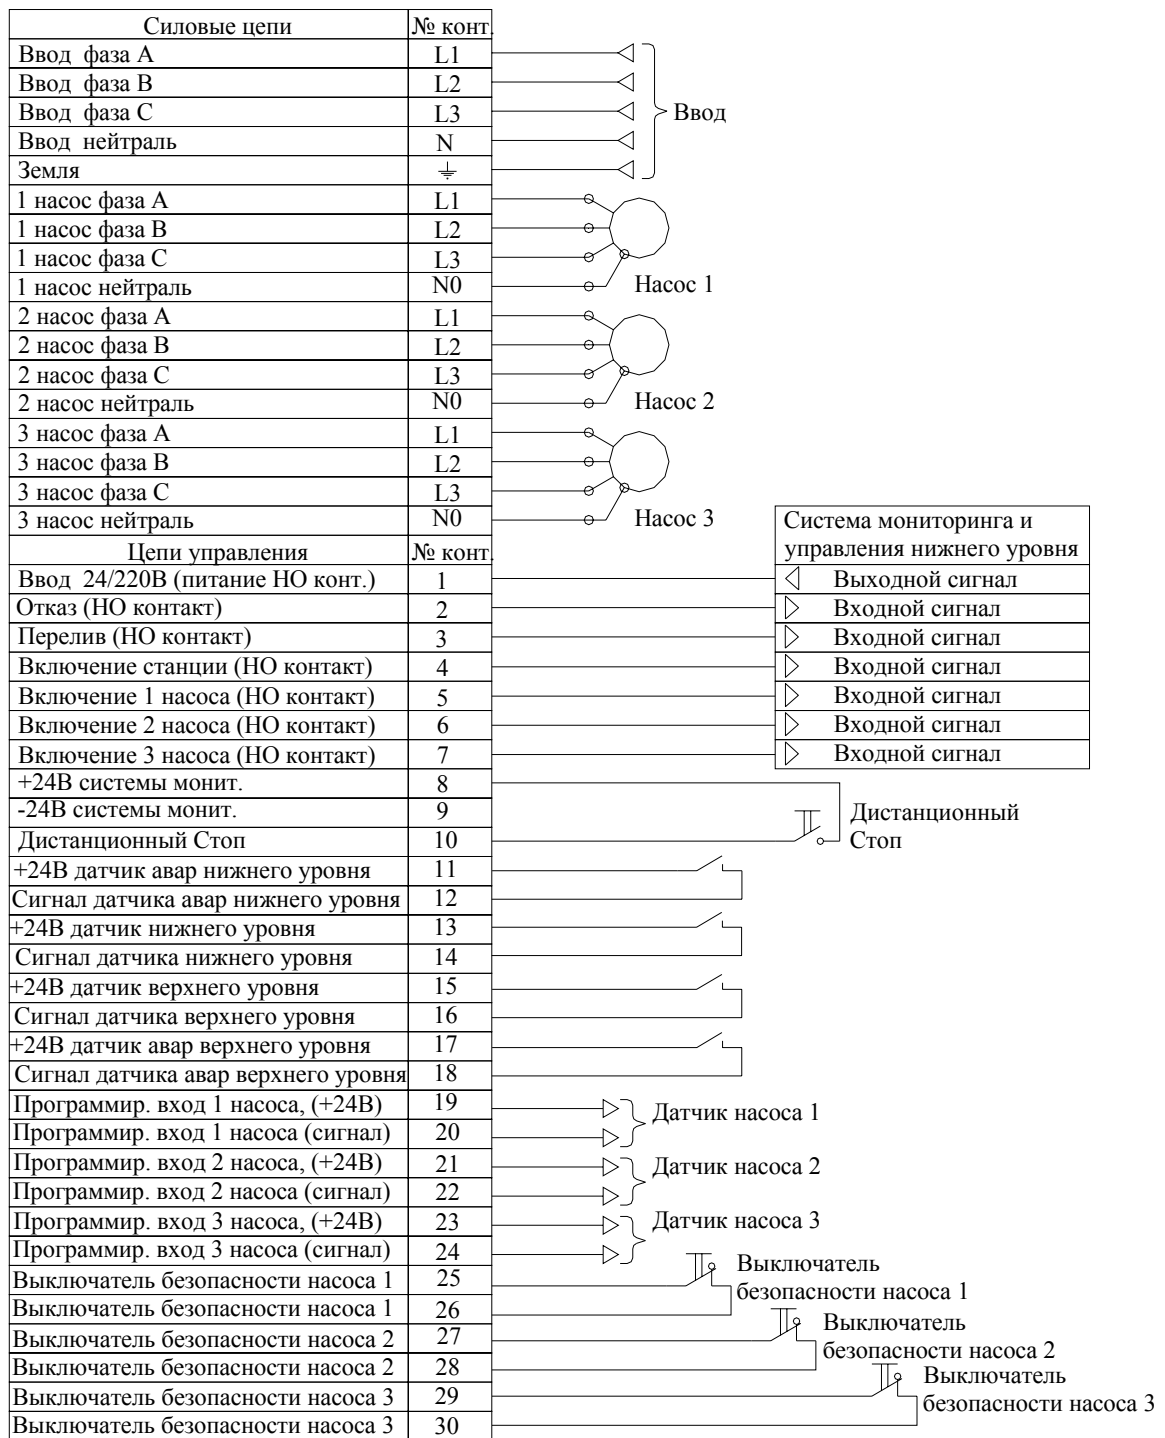 Силовые цепи № конт.
Ввод фаза А L1
Ввод фаза В L2
Ввод фаза С L3
Ввод
Ввод нейтраль N
Земля
1 насос фаза А L1
1 насос фаза В L2
1 насос фаза С L3
1 насос нейтраль N0
Насос 1
2 насос фаза А L1
2 насос фаза В L2
2 насос фаза С L3
2 насос нейтраль N0
Насос 2
3 насос фаза А L1
3 насос фаза В L2
3 насос фаза С L3
3 насос нейтраль N0
Насос 3
Система мониторинга и
управления нижнего уровня
Цепи управления № конт.
Ввод 24/220В (питание НО конт.) 1 Выходной сигнал
Отказ (НО контакт) 2 Входной сигнал
Перелив (НО контакт) 3 Входной сигнал
Включение станции (НО контакт) 4 Входной сигнал
Включение 1 насоса (НО контакт) 5 Входной сигнал
Включение 2 насоса (НО контакт) 6 Входной сигнал
Включение 3 насоса (НО контакт) 7 Входной сигнал
+24В системы монит. 8
-24В системы монит. 9
Дистанционный
Стоп
Дистанционный Стоп 10
+24В датчик авар нижнего уровня 11
Сигнал датчика авар нижнего уровня 12
+24В датчик нижнего уровня 13
Сигнал датчика нижнего уровня 14
+24В датчик верхнего уровня 15
Сигнал датчика верхнего уровня 16
+24В датчик авар верхнего уровня 17
Сигнал датчика авар верхнего уровня 18
Программир. вход 1 насоса, (+24В) 19
Датчик насоса 1
Программир. вход 1 насоса (сигнал) 20
Программир. вход 2 насоса, (+24В) 21
Датчик насоса 2
Программир. вход 2 насоса (сигнал) 22
Программир. вход 3 насоса, (+24В) 23
Датчик насоса 3
Программир. вход 3 насоса (сигнал) 24
Выключатель безопасности насоса 1 25
Выключатель
безопасности насоса 1
Выключатель безопасности насоса 1 26
Выключатель безопасности насоса 2 27
Выключатель
безопасности насоса 2
Выключатель безопасности насоса 2 28
Выключатель безопасности насоса 3 29
Выключатель
безопасности насоса 3
Выключатель безопасности насоса 3 30